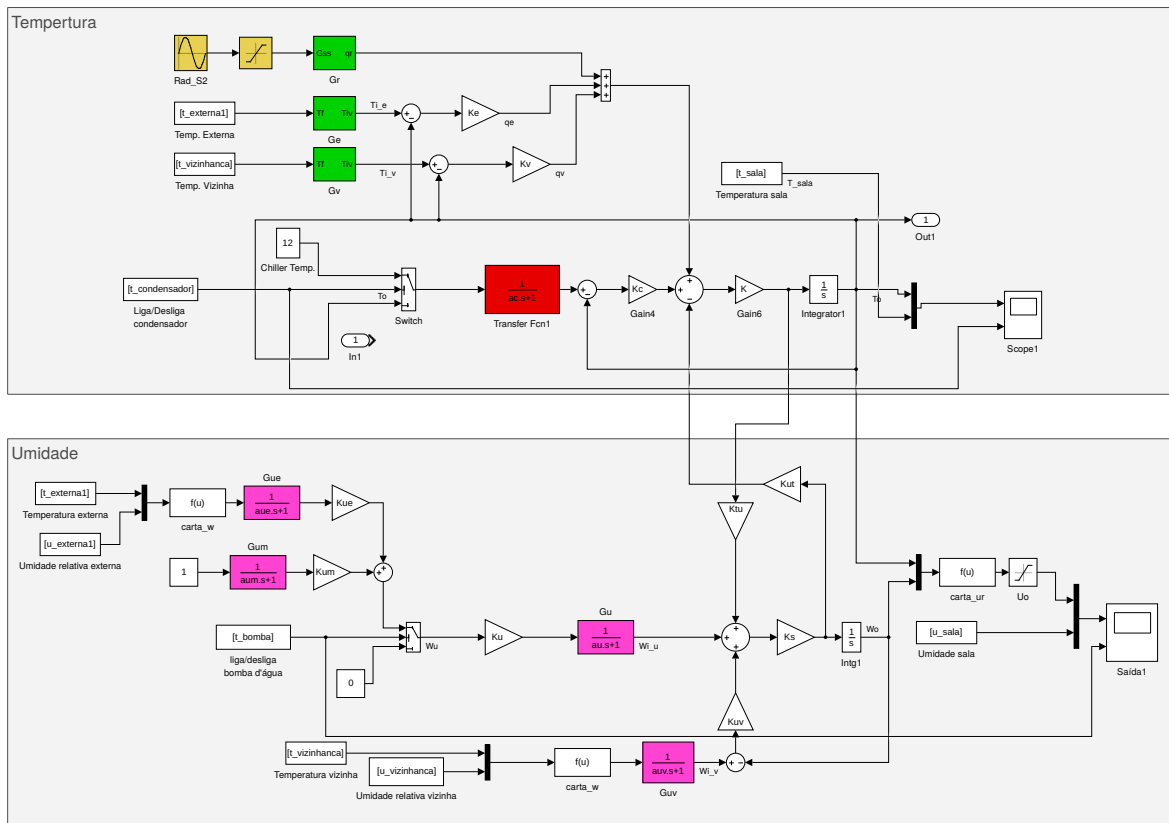 Tempertura
Rad_S2
Gss qr
Gr
[t_externa1]
Temp. Externa
Tf Tiv
Ge
Ti_e
Ke
qe
[t_vizinhanca]
Temp. Vizinha
Tf Tiv
Gv
Ti_v
Kv
qv
[t_sala]
T_sala
Temperatura sala
1
Out1
12
Chiller Temp.
[t_condensador]
Liga/Desliga
condensador
To
Switch
1
In1
1
ac.s+1
Transfer Fcn1
Kc
Gain4
K
Gain6
1
s
Integrator1
To
Scope1
Umidade
[t_externa1]
Temperatura externa
[u_externa1]
Umidade relativa externa
f(u)
carta_w
Gue
1
aue.s+1
Kue
1
Gum
1
aum.s+1
Kum
[t_bomba]
liga/desliga
bomba d'água
0
Wu
Ku
Gu
1
au.s+1
Wi_u
Ktu
Kut
Ks
1
s
Intg1
Wo
f(u)
carta_ur
Uo
[u_sala]
Umidade sala
Saída1
Kuv
[t_vizinhanca]
Temperatura vizinha
[u_vizinhanca]
Umidade relativa vizinha
f(u)
carta_w
1
auv.s+1
Guv
Wi_v